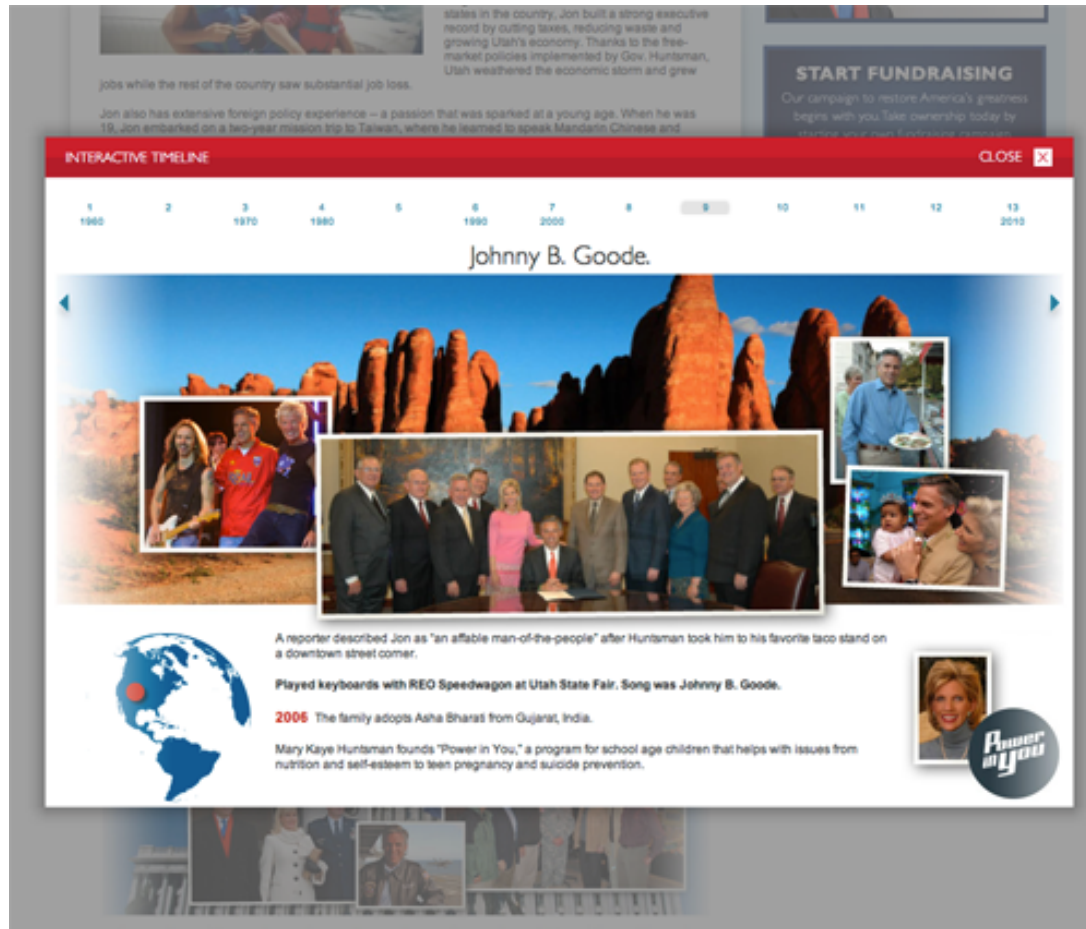 states in the country, Jon built a strong executive
record by cutting taxes, reducing waste and
growing Utah's economy. Thanks to the free-
market policies implemented by Gov. Huntsman,
Utah weathered the economic storm and grew
jobs while the rest of the country saw substantial job loss.
Jon also has extensive foreign policy experience -- a passion that was sparked at a young age. When he was
19, Jon embarked on a two-year mission trip to Taiwan, where he learned to speak Mandarin Chinese and
START FUNDRAISING
Our campaign to restore America's greatness
begins with you.Take ownership today by
starting your own fundraising campaign
INTERACTIVE TIMELINE
CLOSE X
1 2 3 4 5 6 7 8 9 10 11 12 13
1960 1970 1980 1990 2000 2010
Johnny B. Goode.
A reporter described Jon as "an affable man-of-the-people" after Huntsman took him to his favorite taco stand on
a downtown street corner.
Played keyboards with REO Speedwagon at Utah State Fair. Song was Johnny B. Goode.
2006 The family adopts Asha Bharati from Gujarat, India.
Mary Kaye Huntsman founds "Power in You," a program for school age children that helps with issues from
nutrition and self-esteem to teen pregnancy and suicide prevention.
Power
in you